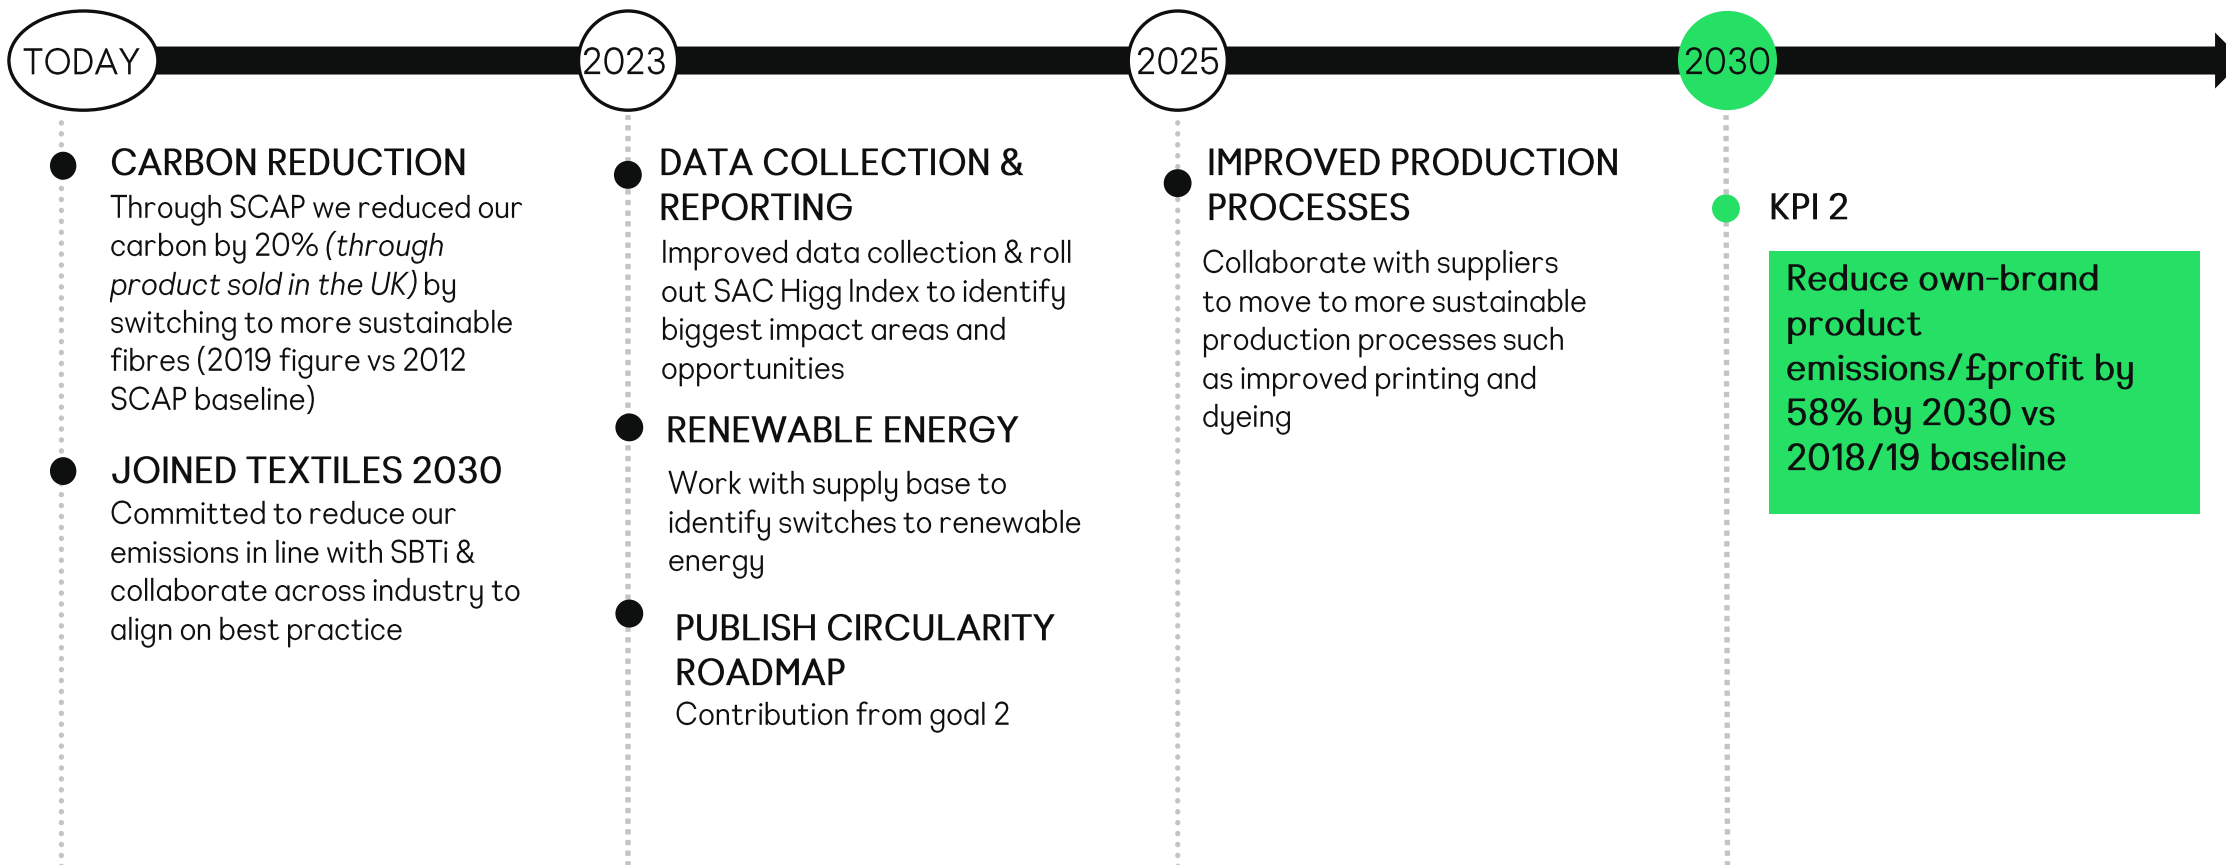 TODAY
2023
2025
2030
CARBON REDUCTION
Through SCAP we reduced our
carbon by 20% (through
product sold in the UK) by
switching to more sustainable
fibres (2019 figure vs 2012
SCAP baseline)
JOINED TEXTILES 2030
Committed to reduce our
emissions in line with SBTi &
collaborate across industry to
align on best practice
DATA COLLECTION &
REPORTING
Improved data collection & roll
out SAC Higg Index to identify
biggest impact areas and
opportunities
RENEWABLE ENERGY
Work with supply base to
identify switches to renewable
energy
PUBLISH CIRCULARITY
ROADMAP
Contribution from goal 2
IMPROVED PRODUCTION
PROCESSES
Collaborate with suppliers
to move to more sustainable
production processes such
as improved printing and
dyeing
KPI 2
Reduce own-brand
product
emissions/£profit by
58% by 2030 vs
2018/19 baseline